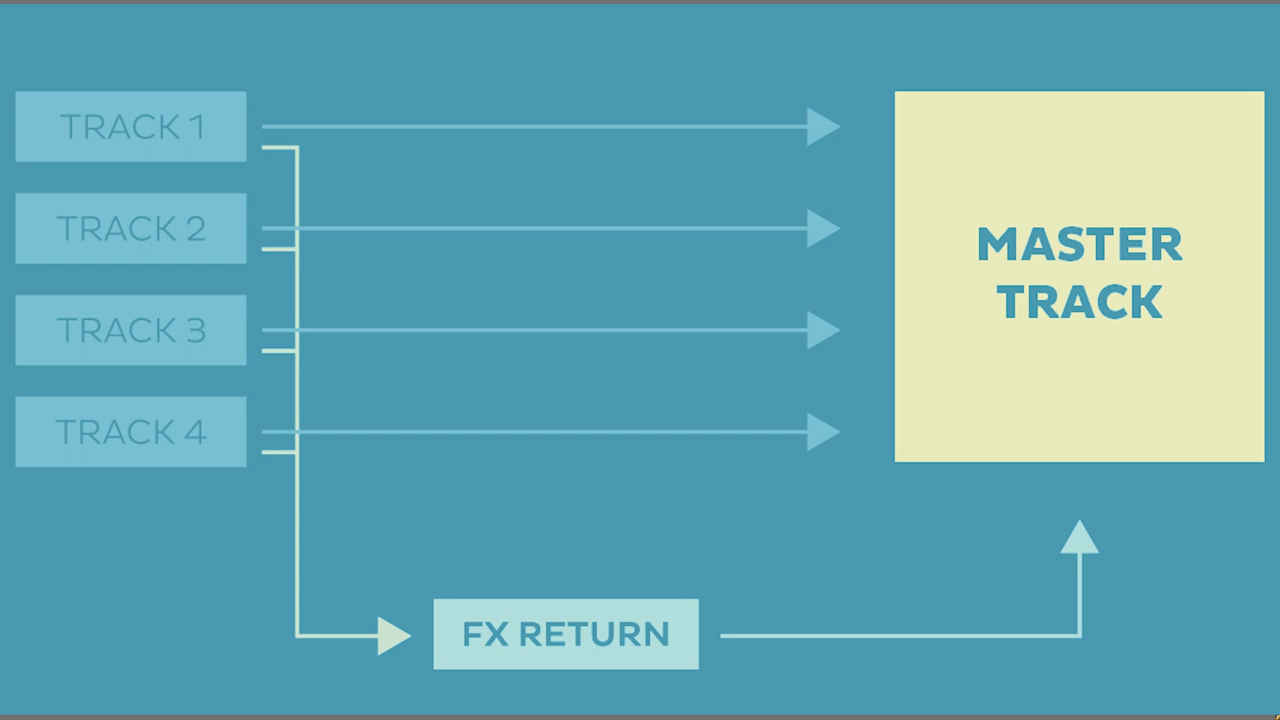 TRACK 1
TRACK 2
TRACK 3
TRACK 4
MASTER
TRACK
FX RETURN